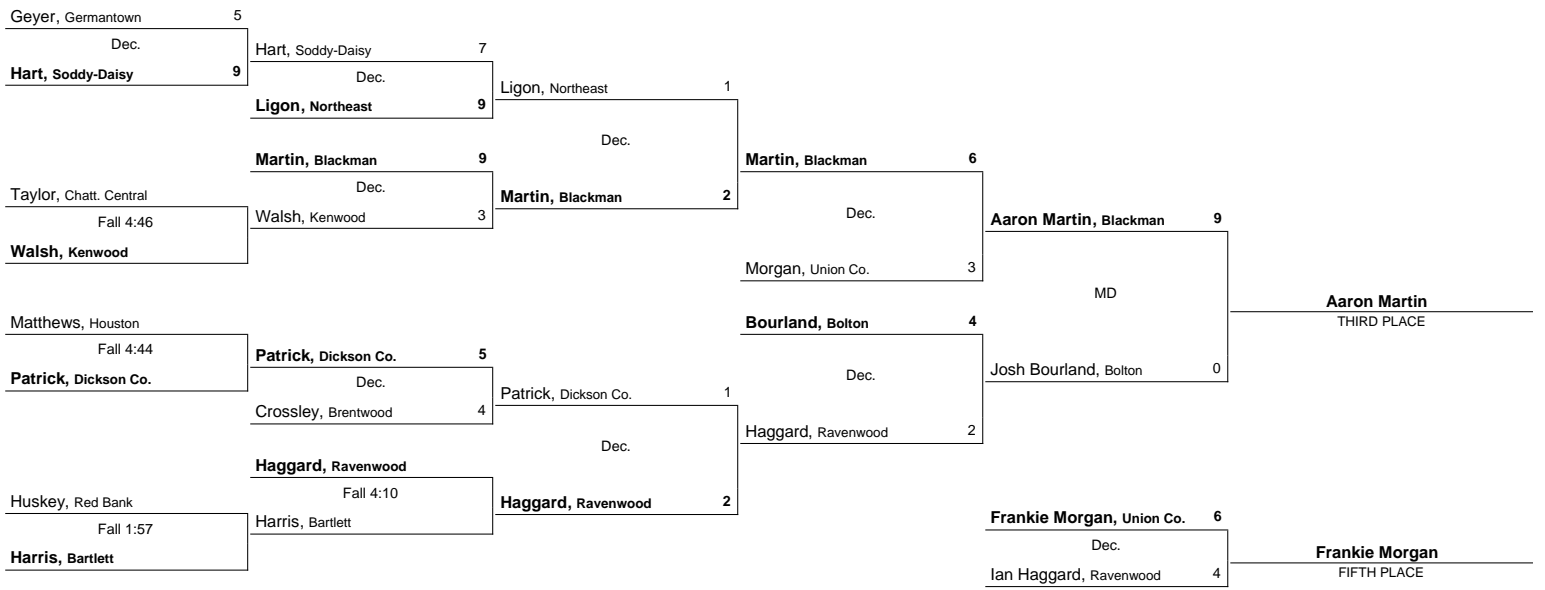 Geyer, Germantown 5
Dec.
Hart, Soddy-Daisy 9
Hart, Soddy-Daisy 7
Dec.
Ligon, Northeast 9
Ligon, Northeast 1
Dec.
Martin, Blackman 2
Martin, Blackman 9
Dec.
Walsh, Kenwood 3
Taylor, Chatt. Central
Fall 4:46
Walsh, Kenwood
Martin, Blackman 6
Dec.
Morgan, Union Co. 3
Aaron Martin, Blackman 9
MD
Josh Bourland, Bolton 0
Aaron Martin
THIRD PLACE
Matthews, Houston
Fall 4:44
Patrick, Dickson Co.
Patrick, Dickson Co. 5
Dec.
Crossley, Brentwood 4
Patrick, Dickson Co. 1
Dec.
Haggard, Ravenwood 2
Bourland, Bolton 4
Dec.
Haggard, Ravenwood 2
Haggard, Ravenwood
Fall 4:10
Harris, Bartlett
Huskey, Red Bank
Fall 1:57
Harris, Bartlett
Frankie Morgan, Union Co. 6
Dec.
Ian Haggard, Ravenwood 4
Frankie Morgan
FIFTH PLACE